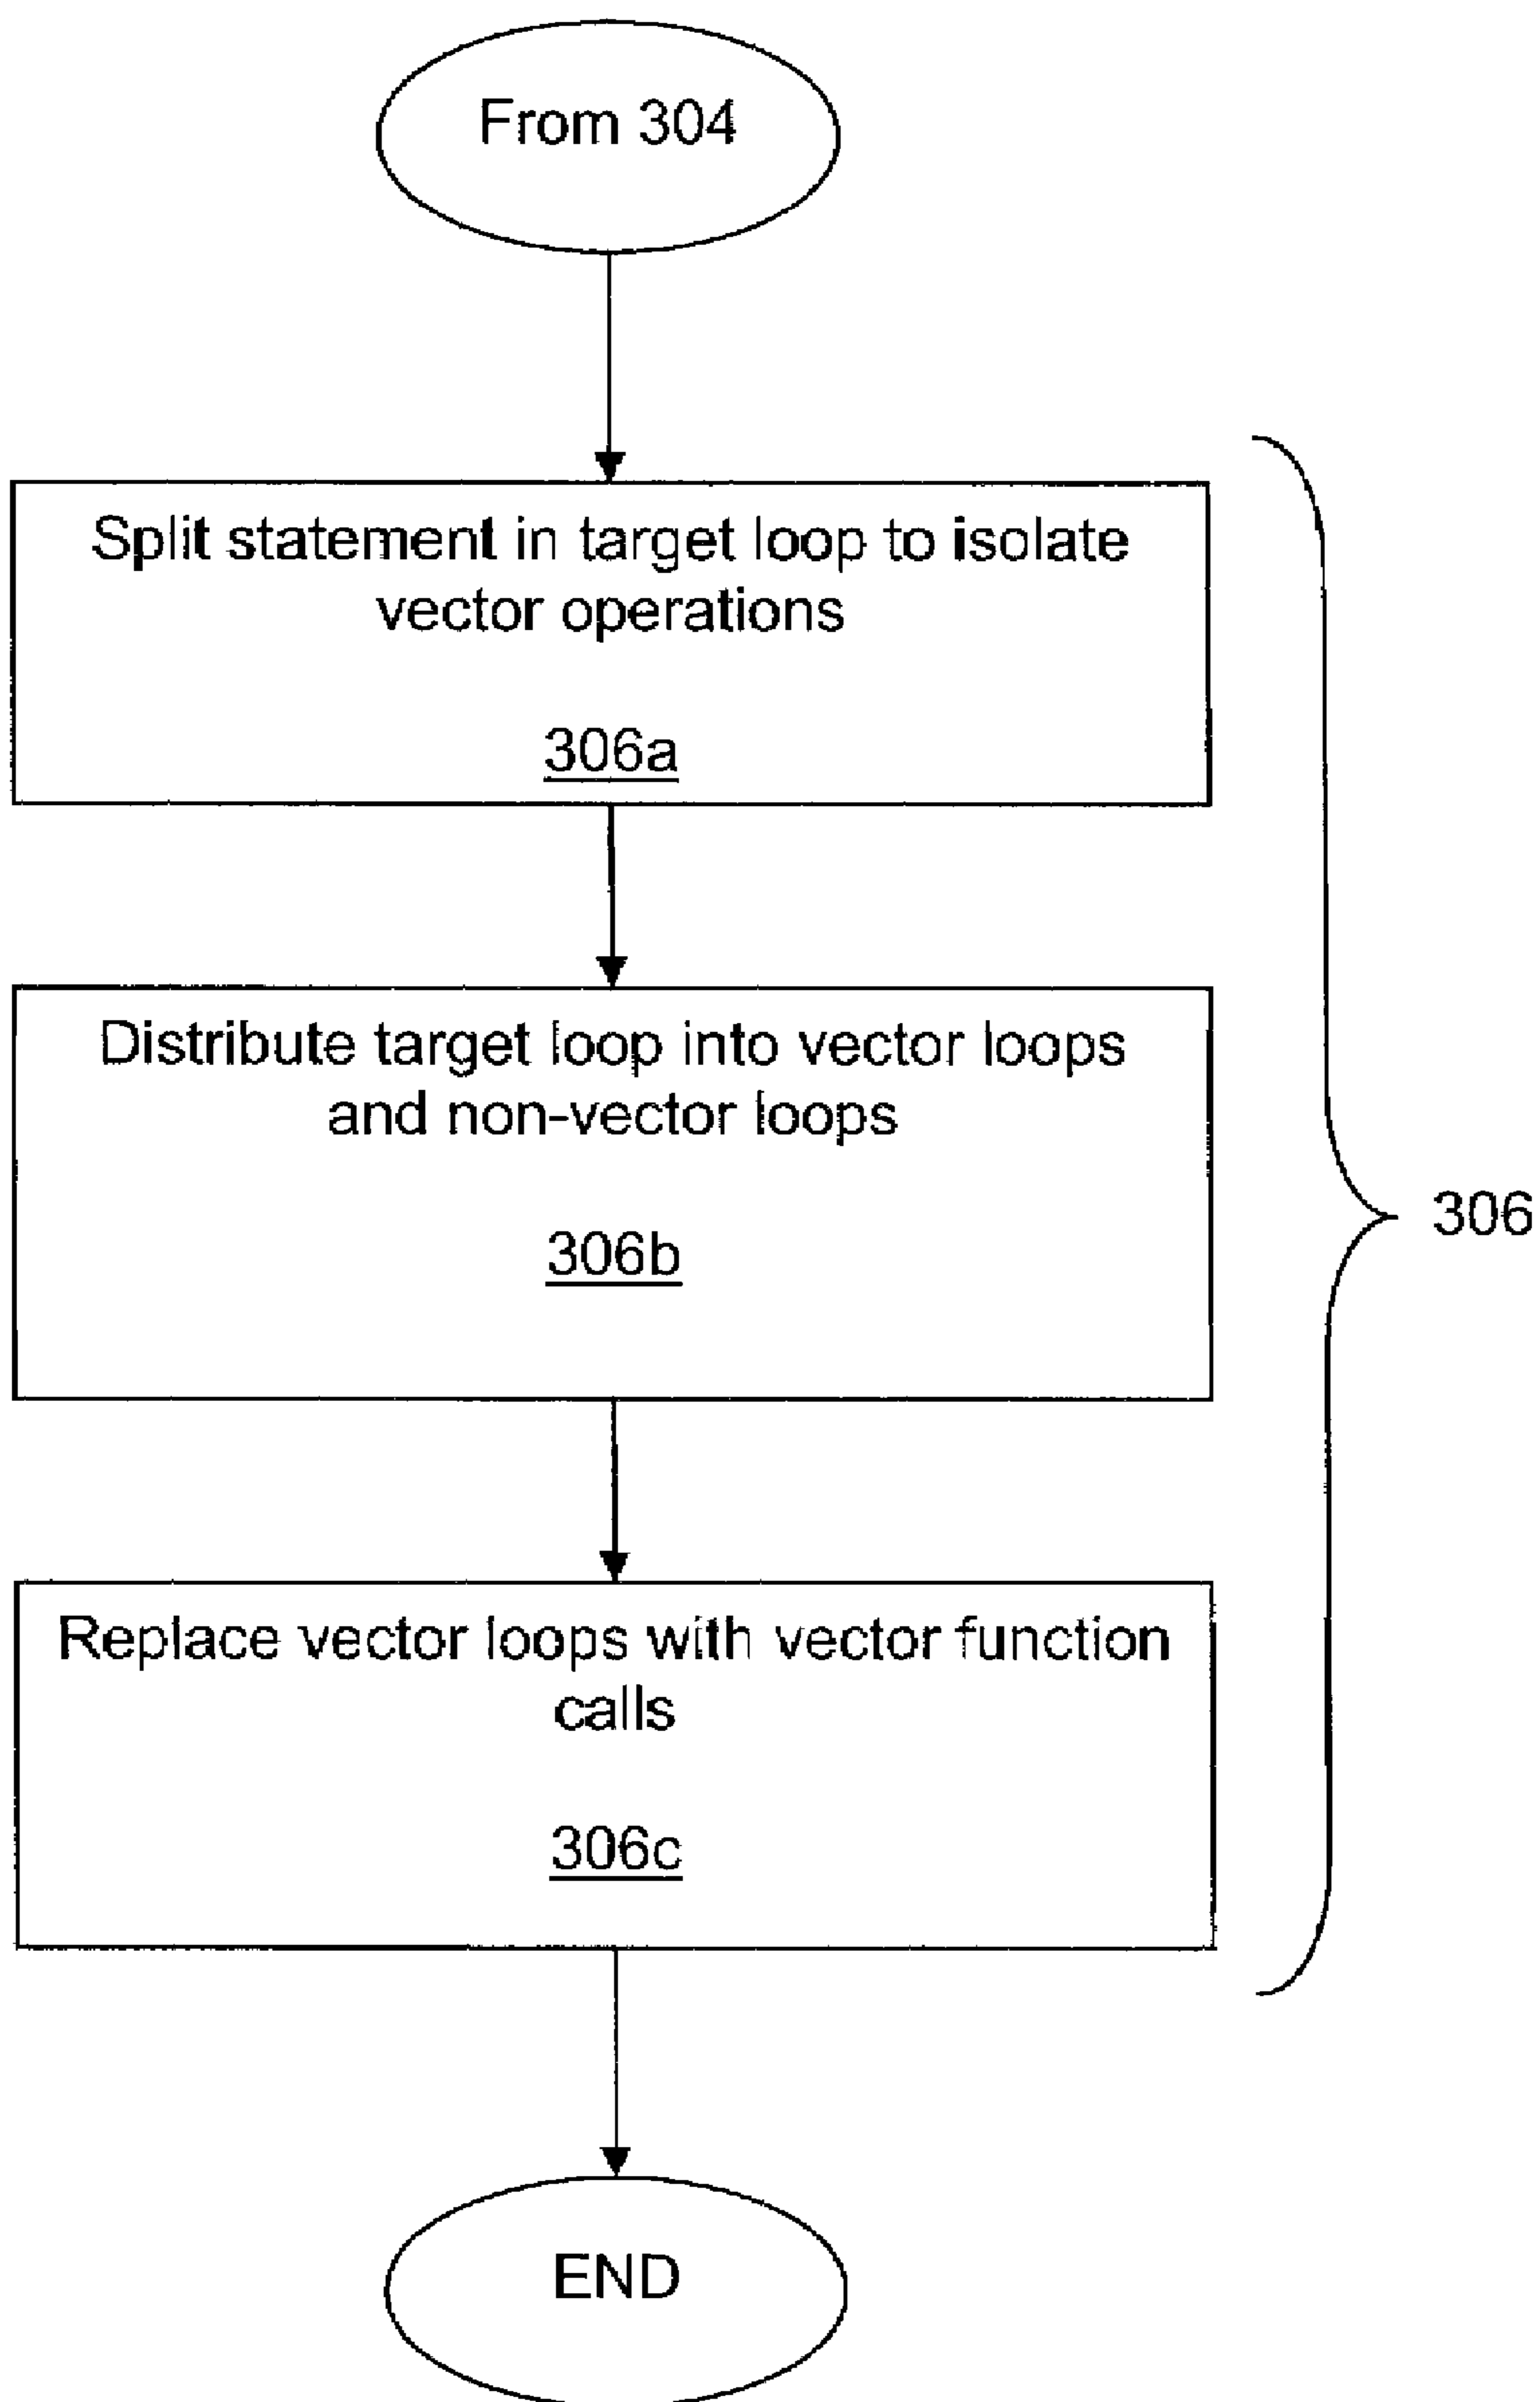 From 304
Split statement in target loop to isolate
vector operations
306a
Distribute target loop into vector loops
and non-vector loops
306b
306
Replace vector loops with vector function
calls
306c
END